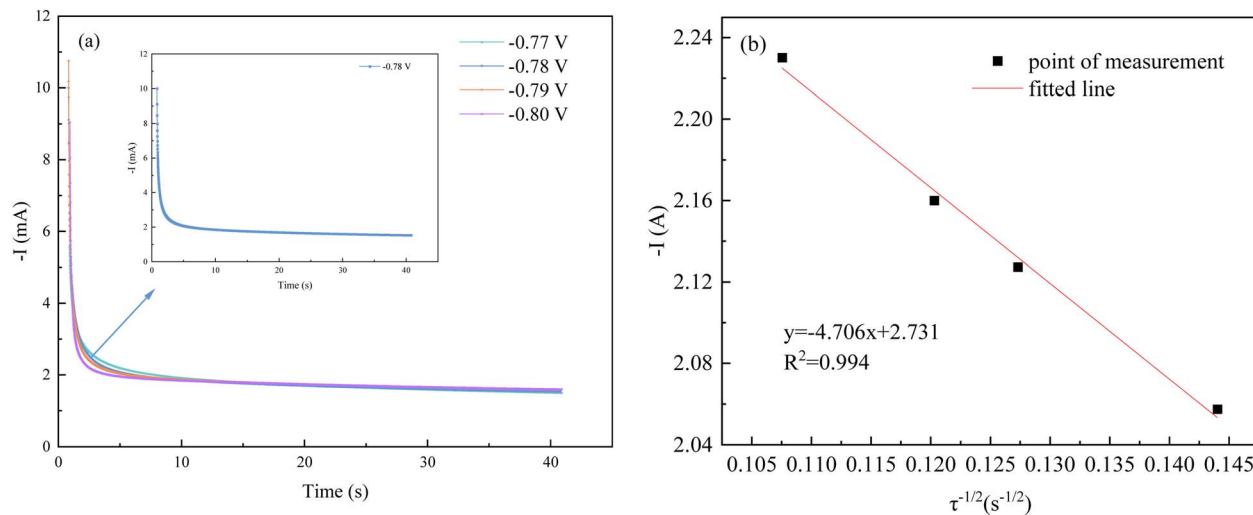 (a)
-0.77 V
-0.78 V
-0.79 V
-0.80 V
12
10
8
6
4
2
0
-I (mA)
0 10 20 30 40
Time (s)
-0.78 V
12
10
8
6
4
2
0
-I (mA)
0 10 20 30 40 50
Time (s)
(b)
point of measurement
fitted line
2.24
2.20
2.16
2.12
2.08
2.04
-I (A)
y=-4.706x+2.731
R²=0.994
0.105 0.110 0.115 0.120 0.125 0.130 0.135 0.140 0.145
τ⁻¹/²(s⁻¹/²)